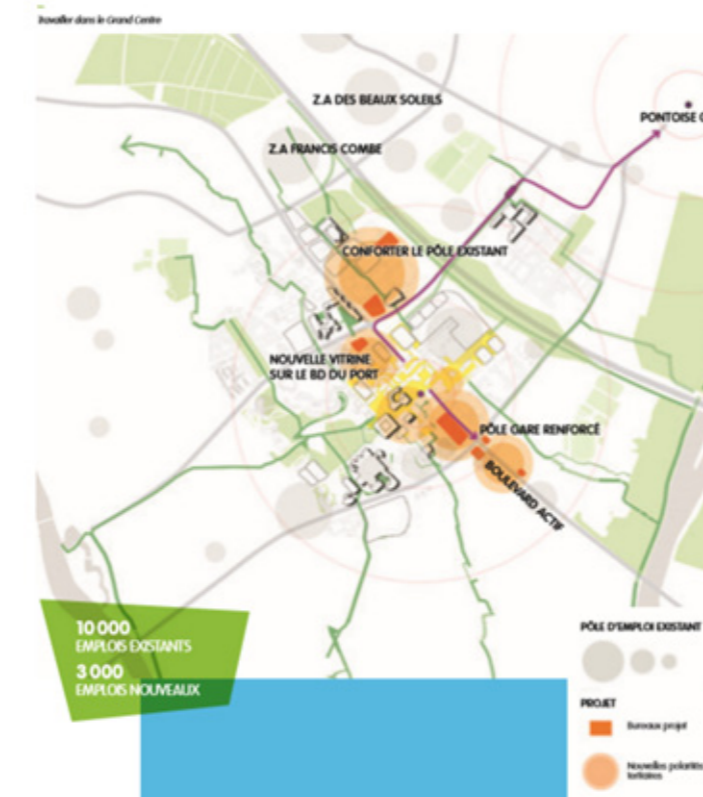 Travailler dans le Grand Centre
Z.A DES BEAUX SOLEILS
PONTOISE
Z.A FRANCIS COMBE
CONFORTER LE PÔLE EXISTANT
NOUVELLE VITRINE
SUR LE BD DU PORT
PÔLE GARE RENFORCÉ
BOULEVARD ACTIF
10 000
EMPLOIS EXISTANTS
3 000
EMPLOIS NOUVEAUX
PÔLE D'EMPLOI EXISTANT
PROJET
Bureaux projet
Nouvelles polarités
tertiaires